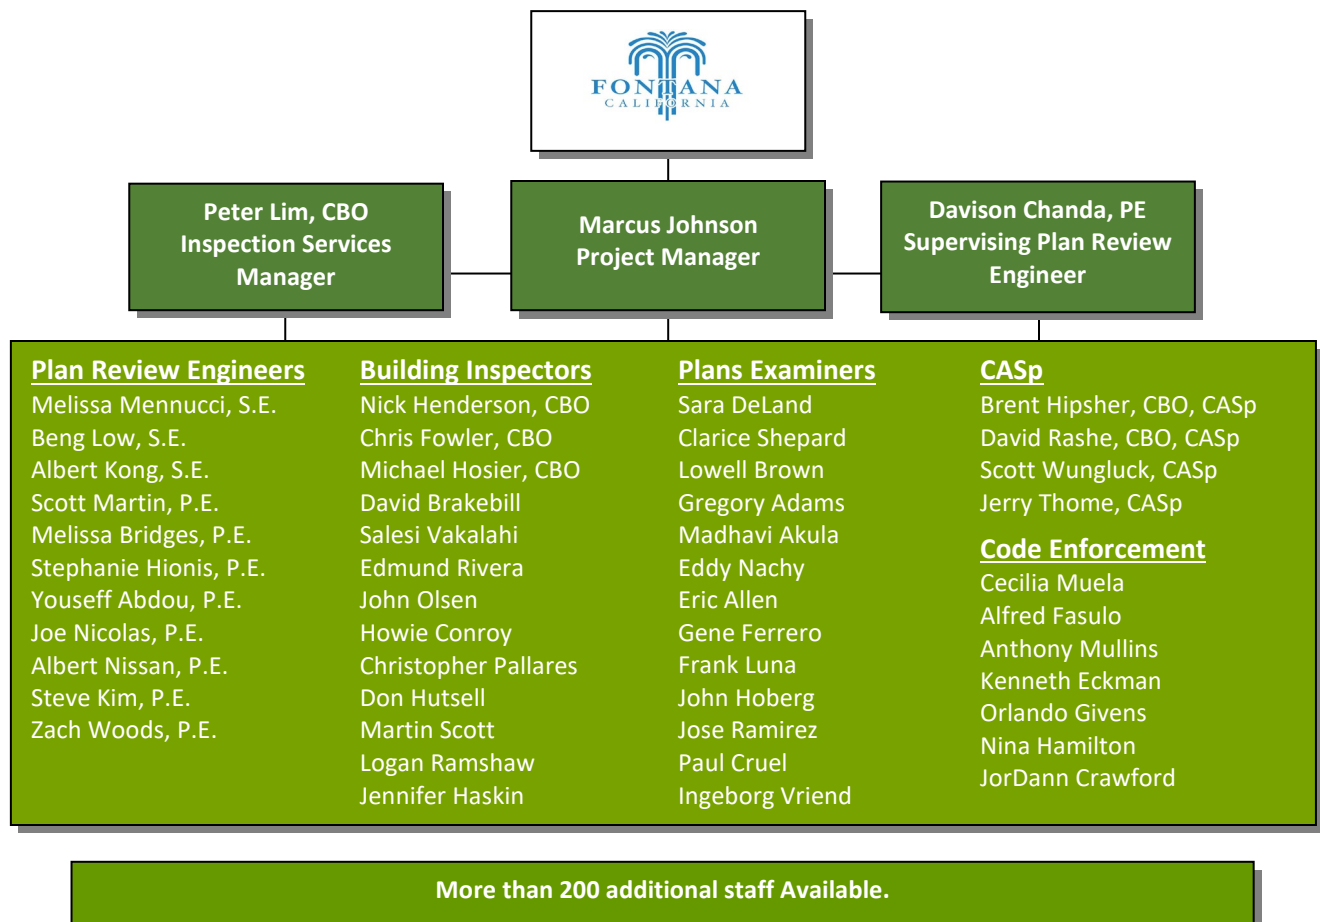 FONTANA
CALIFORNIA
Peter Lim, CBO
Inspection Services
Manager
Marcus Johnson
Project Manager
Davison Chanda, PE
Supervising Plan Review
Engineer
Plan Review Engineers
Melissa Mennucci, S.E.
Beng Low, S.E.
Albert Kong, S.E.
Scott Martin, P.E.
Melissa Bridges, P.E.
Stephanie Hionis, P.E.
Youseff Abdou, P.E.
Joe Nicolas, P.E.
Albert Nissan, P.E.
Steve Kim, P.E.
Zach Woods, P.E.
Building Inspectors
Nick Henderson, CBO
Chris Fowler, CBO
Michael Hosier, CBO
David Brakebill
Salesi Vakalahi
Edmund Rivera
John Olsen
Howie Conroy
Christopher Pallares
Don Hutsell
Martin Scott
Logan Ramshaw
Jennifer Haskin
Plans Examiners
Sara DeLand
Clarice Shepard
Lowell Brown
Gregory Adams
Madhavi Akula
Eddy Nachy
Eric Allen
Gene Ferrero
Frank Luna
John Hoberg
Jose Ramirez
Paul Cruel
Ingeborg Vriend
CASp
Brent Hipsher, CBO, CASp
David Rashe, CBO, CASp
Scott Wungluck, CASp
Jerry Thome, CASp
Code Enforcement
Cecilia Muela
Alfred Fasulo
Anthony Mullins
Kenneth Eckman
Orlando Givens
Nina Hamilton
JorDann Crawford
More than 200 additional staff Available.